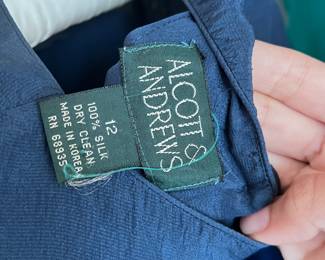 ALCOTT &
ANDREWS
12
100% SILK
DRY CLEAN
MADE IN KOREA
RN 68935